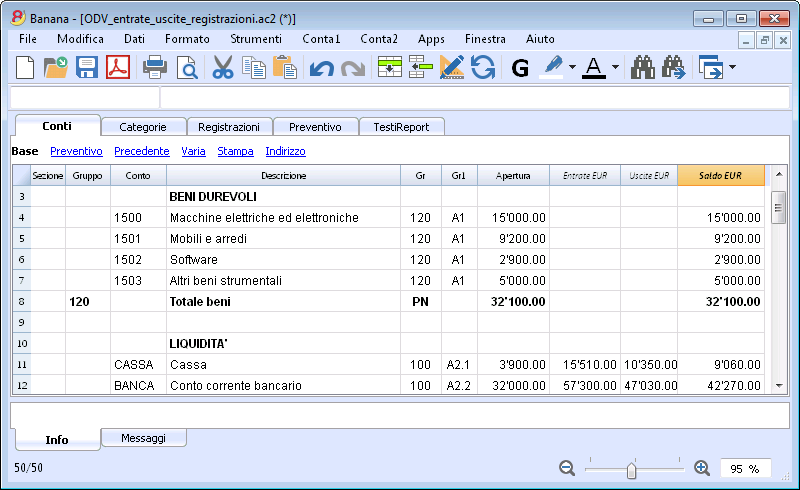 Banana - [ODV_entrate_uscite_registrazioni.ac2 (*)]
File Modifica Dati Formato Strumenti Conta1 Conta2 Apps Finestra Aiuto
G A
Conti Categorie Registrazioni Preventivo TestiReport
Base Preventivo Precedente Varia Stampa Indirizzo
Sezione Gruppo Conto Descrizione Gr Gr1 Apertura Entrate EUR Uscite EUR Saldo EUR
3 BENI DUREVOLI
4 1500 Macchine elettriche ed elettroniche 120 A1 15'000.00 15'000.00
5 1501 Mobili e arredi 120 A1 9'200.00 9'200.00
6 1502 Software 120 A1 2'900.00 2'900.00
7 1503 Altri beni strumentali 120 A1 5'000.00 5'000.00
8 120 Totale beni PN 32'100.00 32'100.00
9
10 LIQUIDITA'
11 CASSA Cassa 100 A2.1 3'900.00 15'510.00 10'350.00 9'060.00
12 BANCA Conto corrente bancario 100 A2.2 32'000.00 57'300.00 47'030.00 42'270.00
Info Messaggi
50/50 95 %